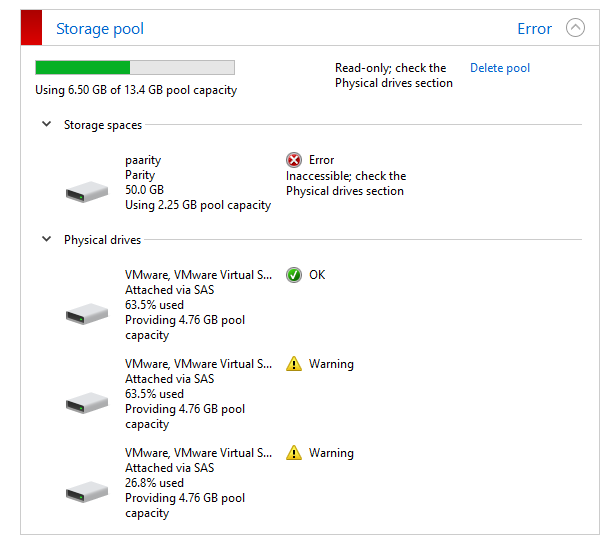 Storage pool
Error
Using 6.50 GB of 13.4 GB pool capacity
Read-only; check the
Physical drives section
Delete pool
Storage spaces
paarity
Parity
50.0 GB
Using 2.25 GB pool capacity
Error
Inaccessible; check the
Physical drives section
Physical drives
VMware, VMware Virtual S...
Attached via SAS
63.5% used
Providing 4.76 GB pool
capacity
OK
VMware, VMware Virtual S...
Attached via SAS
63.5% used
Providing 4.76 GB pool
capacity
Warning
VMware, VMware Virtual S...
Attached via SAS
26.8% used
Providing 4.76 GB pool
capacity
Warning